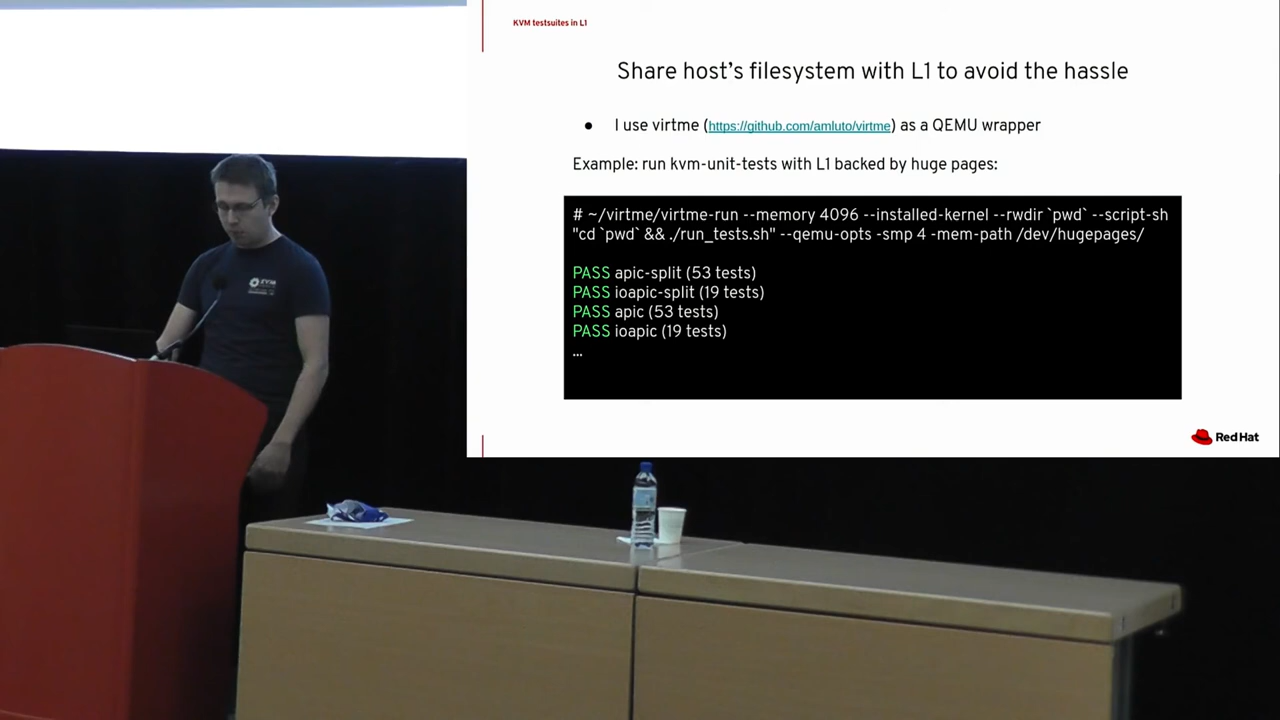 KVM testsuites in L1
Share host's filesystem with L1 to avoid the hassle
● I use virtme (https://github.com/amluto/virtme) as a QEMU wrapper
Example: run kvm-unit-tests with L1 backed by huge pages:
# ~/virtme/virtme-run --memory 4096 --installed-kernel --rwdir `pwd` --script-sh
"cd `pwd` && ./run_tests.sh" --qemu-opts -smp 4 -mem-path /dev/hugepages/
PASS apic-split (53 tests)
PASS ioapic-split (19 tests)
PASS apic (53 tests)
PASS ioapic (19 tests)
...
Red Hat
KVM